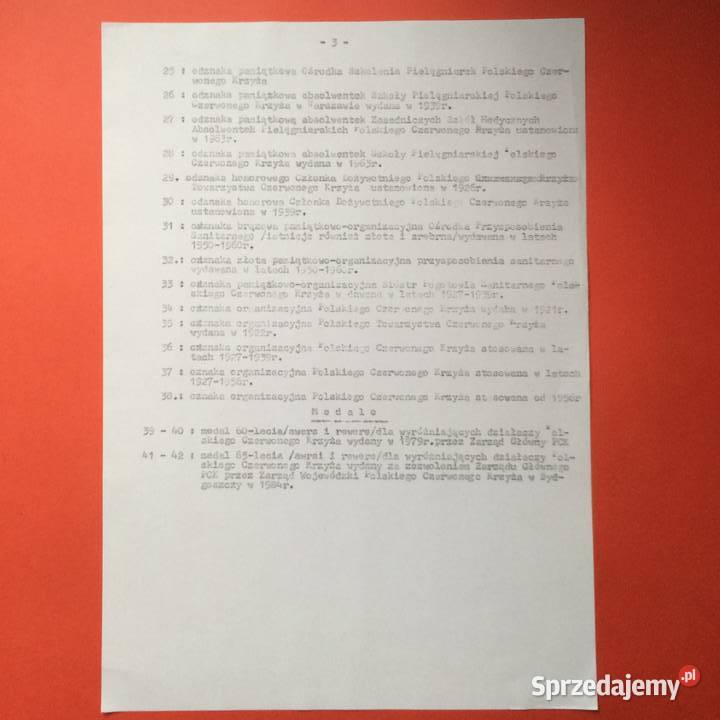 - 3 -
25 : odznaka pamiątkowa Ośrodka Szkolenia Pielęgniarek Polskiego Czer-
wonego Krzyża
26 : odznaka pamiątkowa absolwentek Szkoły Pielęgniarskiej Polskiego
Czerwonego Krzyża w Warszawie wydana w 1939r.
27 : odznaka pamiątkowa absolwentek Zasadniczych Szkół Medycznych
Absolwentek Pielęgniarskich Polskiego Czerwonego Krzyża ustanowiona
w 1963r.
28 : odznaka pamiątkowa absolwentek Szkoły Pielęgniarskiej Polskiego
Czerwonego Krzyża wydana w 1963r.
29. odznaka honorowego Członka Dożywotniego Polskiego
Towarzystwa Czerwonego Krzyża ustanowiona w 1926r.
30 : odznaka honorowa Członka Dożywotniego Polskiego Czerwonego Krzyża
ustanowiona w 1939r.
31 : odznaka brązowa pamiątkowo-organizacyjna Ośrodka Przysposobienia
Sanitarnego /istnieje również złota i srebrna/wydawana w latach
1950-1960r.
32.: odznaka złota pamiątkowo-organizacyjna przysposobienia sanitarnego
wydawana w latach 1950-1960r.
33 : odznaka pamiątkowo-organizacyjna Sióstr Pogotowia Sanitarnego Pol-
skiego Czerwonego Krzyża w latach 1927-1939r.
34 : odznaka organizacyjna Polskiego Czerwonego Krzyża wydana w 1921r.
35 : odznaka organizacyjna Polskiego Towarzystwa Czerwonego Krzyża
wydana w 1922r.
36 : odznaka organizacyjna Polskiego Czerwonego Krzyża stosowana w la-
tach 1927-1939r.
37 : odznaka organizacyjna Polskiego Czerwonego Krzyża stosowana w latach
1927-1956r.
38.: oznaka organizacyjna Polskiego Czerwonego Krzyża stosowana od 1956r
M e d a l e
39 - 40 : medal 60-lecia/awers i rewers/dla wyróżniających działaczy Pol-
skiego Czerwonego Krzyża wydany w 1979r.przez Zarząd Główny PCK
41 - 42 : medal 65-lecia /awrs i rewers/dla wyróżniających działaczy Pol-
skiego Czerwonego Krzyża wydany za zezwoleniem Zarządu Głównego
PCK przez Zarząd Wojewódzki Polskiego Czerwonego Krzyża w Byd-
goszczy w 1984r.
Sprzedajemy.pl